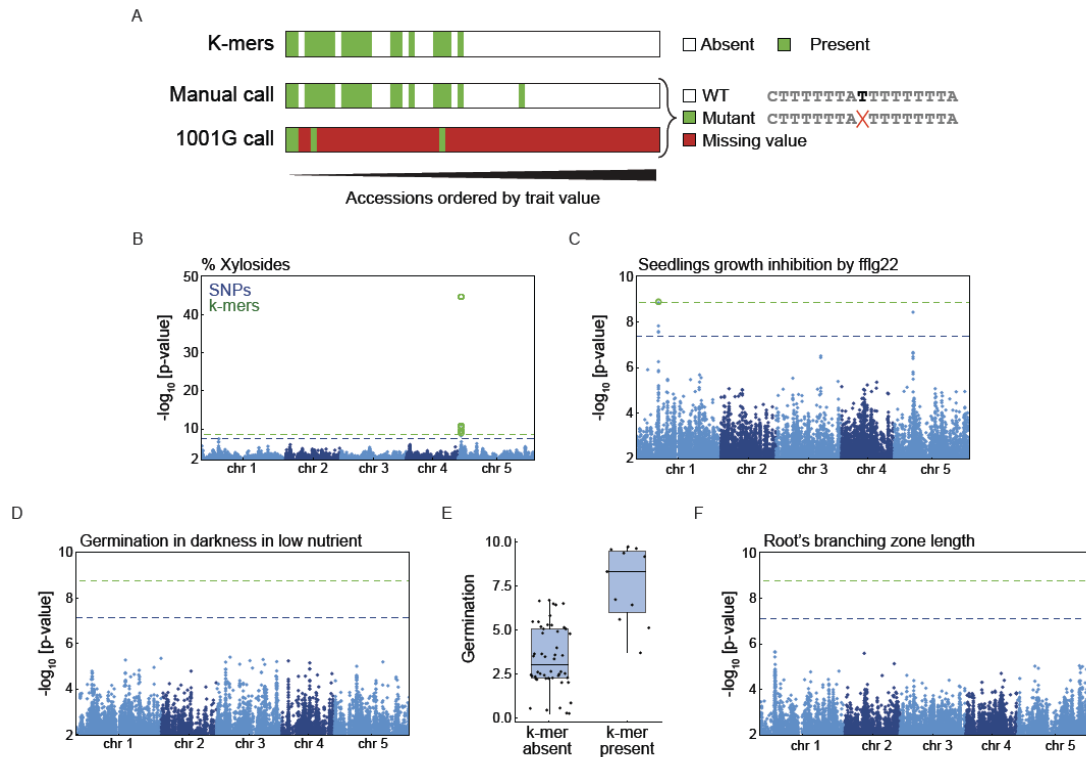 A
K-mers
Absent
Present
Manual call
WT
CTTTTTTATTTTTTTTA
Mutant
CTTTTTTAXTTTTTTTA
1001G call
Missing value
Accessions ordered by trait value
B
% Xylosides
SNPs
k-mers
-log10 [p-value]
50
40
30
20
10
2
chr 1
chr 2
chr 3
chr 4
chr 5
C
Seedlings growth inhibition by fflg22
-log10 [p-value]
10
8
6
4
2
chr 1
chr 2
chr 3
chr 4
chr 5
D
Germination in darkness in low nutrient
-log10 [p-value]
10
8
6
4
2
chr 1
chr 2
chr 3
chr 4
chr 5
E
Germination
10.0
7.5
5.0
2.5
0.0
k-mer
absent
k-mer
present
F
Root's branching zone length
-log10 [p-value]
10
8
6
4
2
chr 1
chr 2
chr 3
chr 4
chr 5